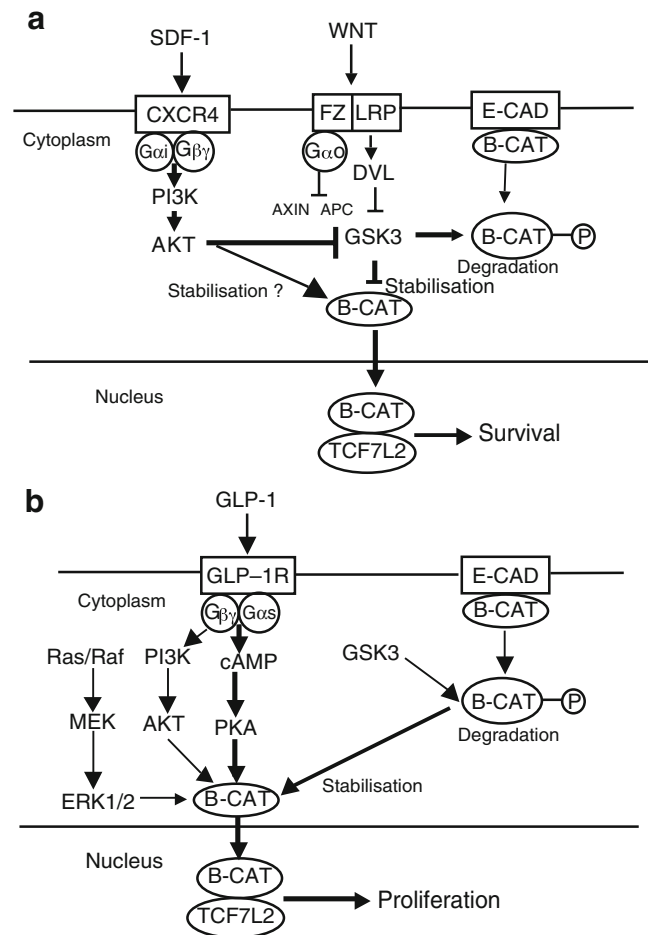 a
SDF-1
WNT
CXCR4
FZ LRP
E-CAD
Cytoplasm
Gαi Gβγ
Gαo
B-CAT
DVL
PI3K
AXIN APC
AKT
GSK3
B-CAT P
Degradation
Stabilisation ?
Stabilisation
B-CAT
Nucleus
B-CAT
TCF7L2
Survival
b
GLP-1
GLP-1R
E-CAD
Cytoplasm
Gβγ Gαs
B-CAT
Ras/Raf
PI3K
cAMP
GSK3
MEK
AKT
PKA
B-CAT P
Degradation
Stabilisation
ERK1/2
B-CAT
Nucleus
B-CAT
TCF7L2
Proliferation